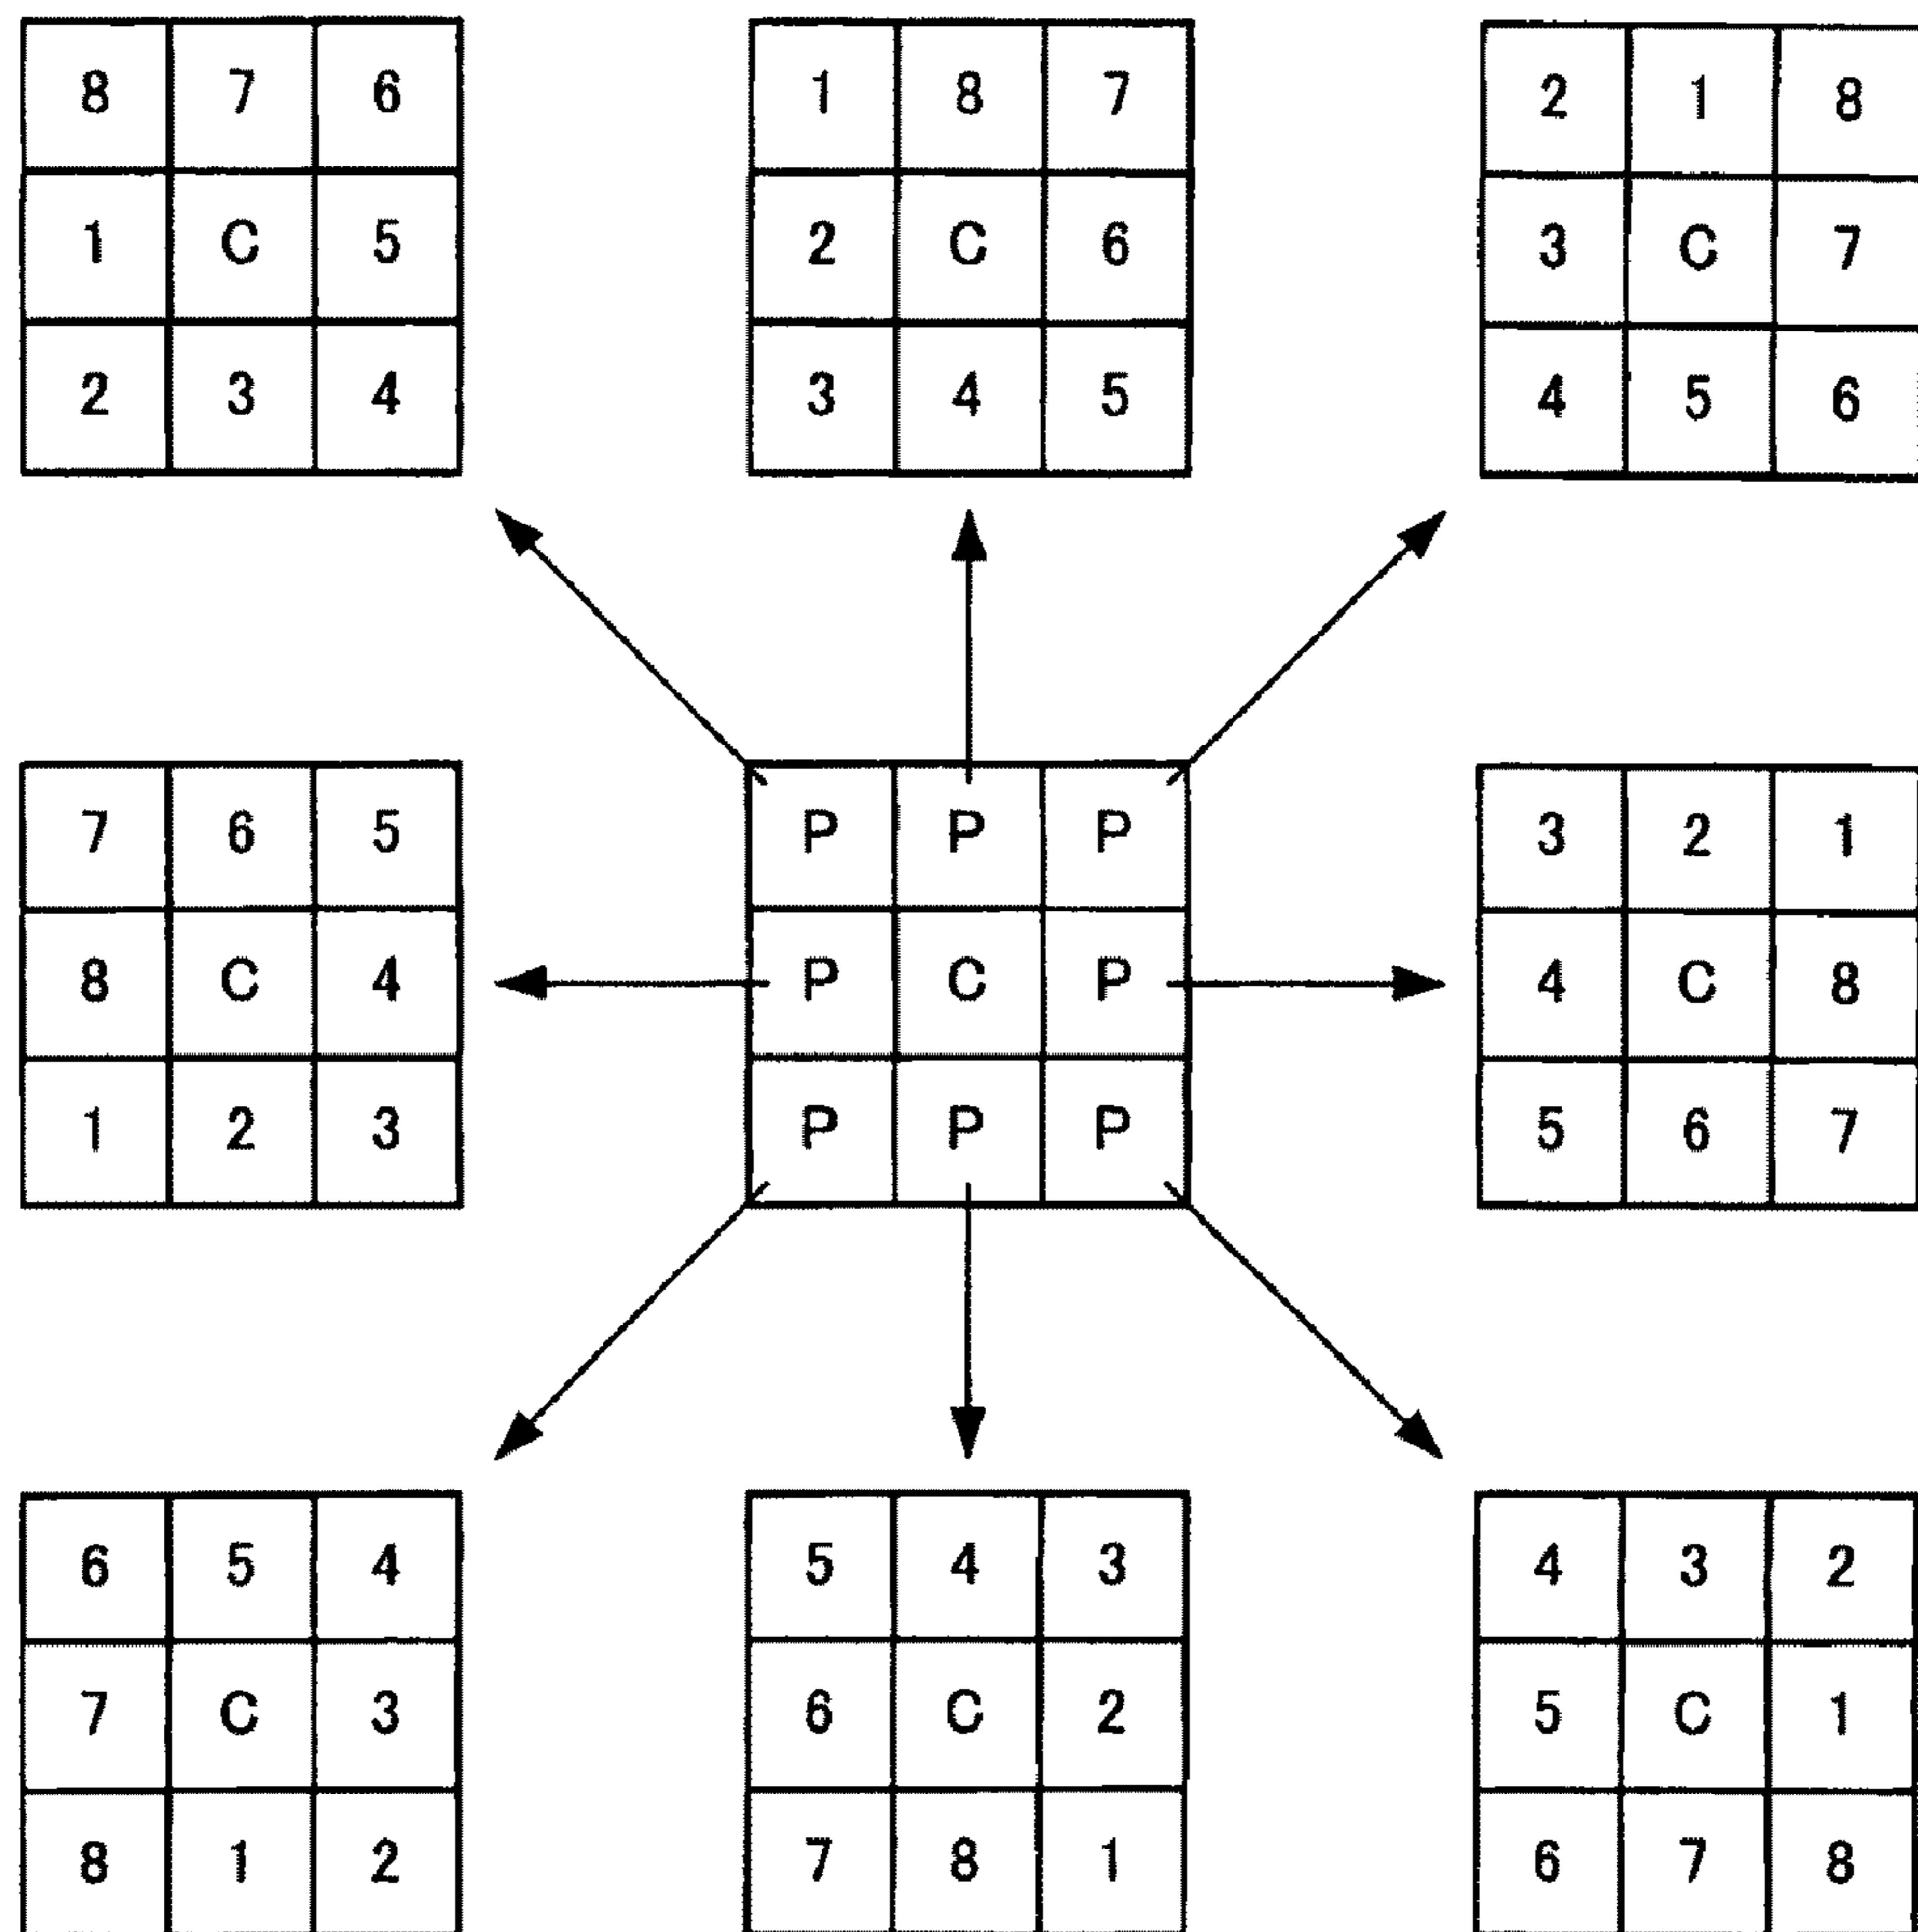 8 7 6 1 8 7 2 1 8
1 C 5 2 C 6 3 C 7
2 3 4 3 4 5 4 5 6
7 6 5 P P P 3 2 1
8 C 4 P C P 4 C 8
1 2 3 P P P 5 6 7
6 5 4 5 4 3 4 3 2
7 C 3 6 C 2 5 C 1
8 1 2 7 8 1 6 7 8